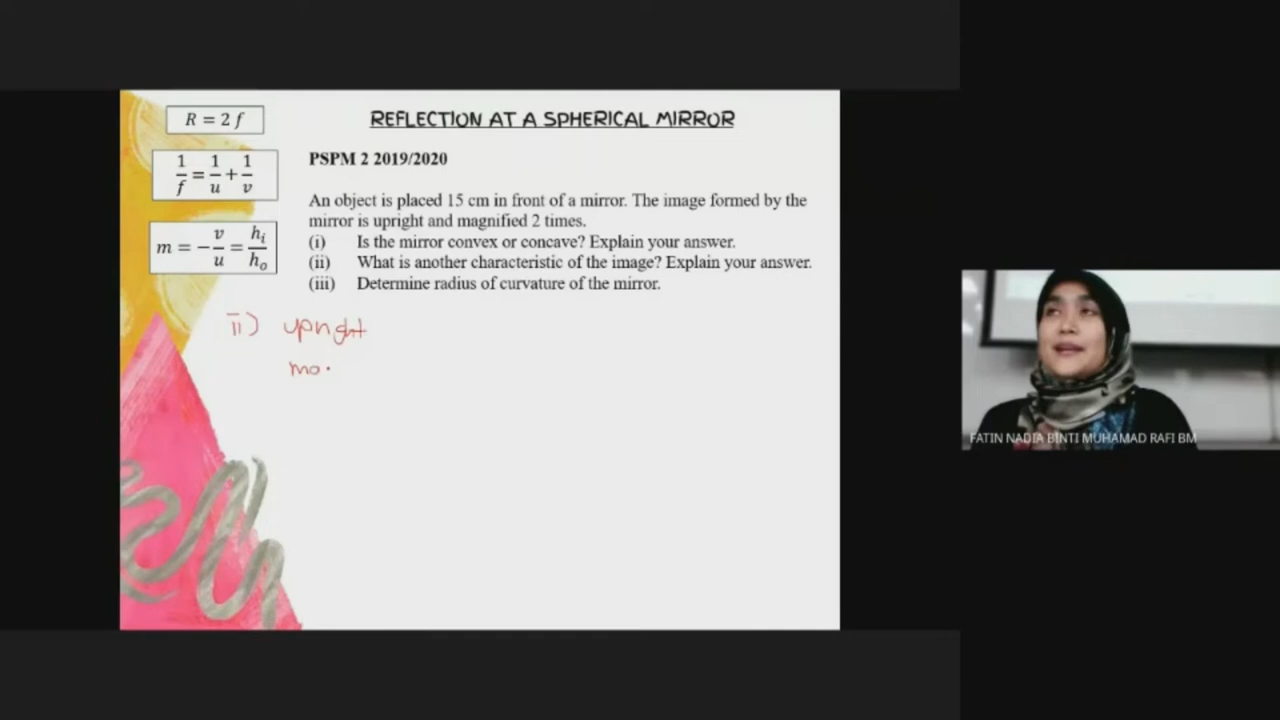 R = 2f
1/f = 1/u + 1/v
m = −v/u = hᵢ/hₒ
REFLECTION AT A SPHERICAL MIRROR
PSPM 2 2019/2020
An object is placed 15 cm in front of a mirror. The image formed by the
mirror is upright and magnified 2 times.
(i) Is the mirror convex or concave? Explain your answer.
(ii) What is another characteristic of the image? Explain your answer.
(iii) Determine radius of curvature of the mirror.
ii) upright
ma
FATIN NADIA BINTI MUHAMAD RAFI BM